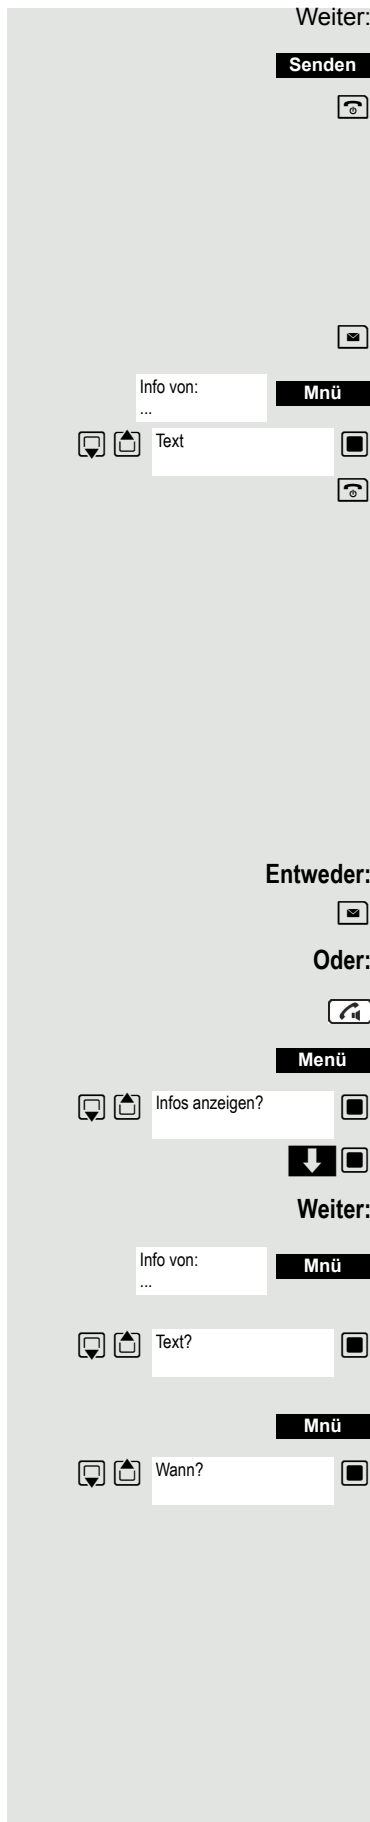 Weiter:
Senden
Info von:
...
Mnü
Text
Entweder:
Oder:
Menü
Infos anzeigen?
Weiter:
Info von:
...
Mnü
Text?
Mnü
Wann?